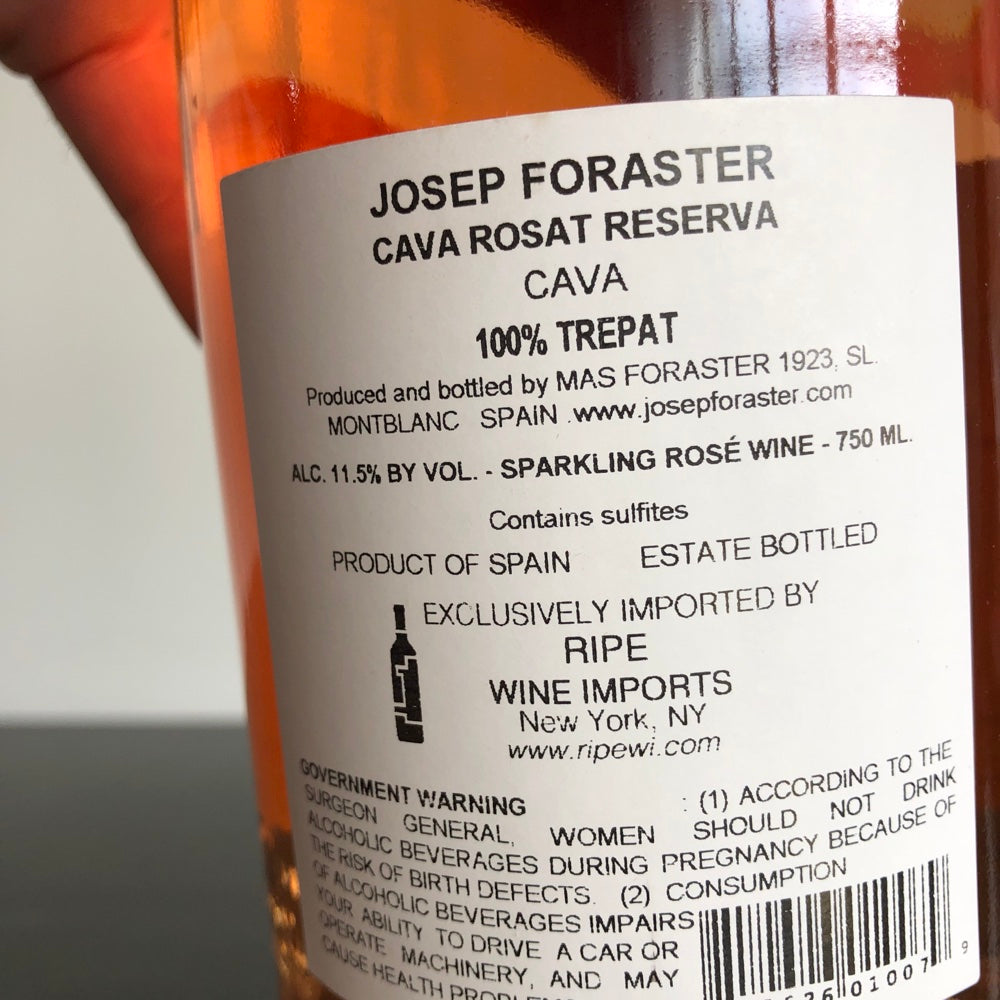 JOSEP FORASTER
CAVA ROSAT RESERVA
CAVA
100% TREPAT
Produced and bottled by MAS FORASTER 1923, SL.
MONTBLANC SPAIN .www.josepforaster.com
ALC. 11.5% BY VOL. - SPARKLING ROSÉ WINE - 750 ML.
Contains sulfites
PRODUCT OF SPAIN ESTATE BOTTLED
EXCLUSIVELY IMPORTED BY
RIPE
WINE IMPORTS
New York, NY
www.ripewi.com
GOVERNMENT WARNING : (1) ACCORDING TO THE
SURGEON GENERAL, WOMEN SHOULD NOT DRINK
ALCOHOLIC BEVERAGES DURING PREGNANCY BECAUSE OF
THE RISK OF BIRTH DEFECTS. (2) CONSUMPTION
OF ALCOHOLIC BEVERAGES IMPAIRS
YOUR ABILITY TO DRIVE A CAR OR
OPERATE MACHINERY, AND MAY
CAUSE HEALTH
01007 9